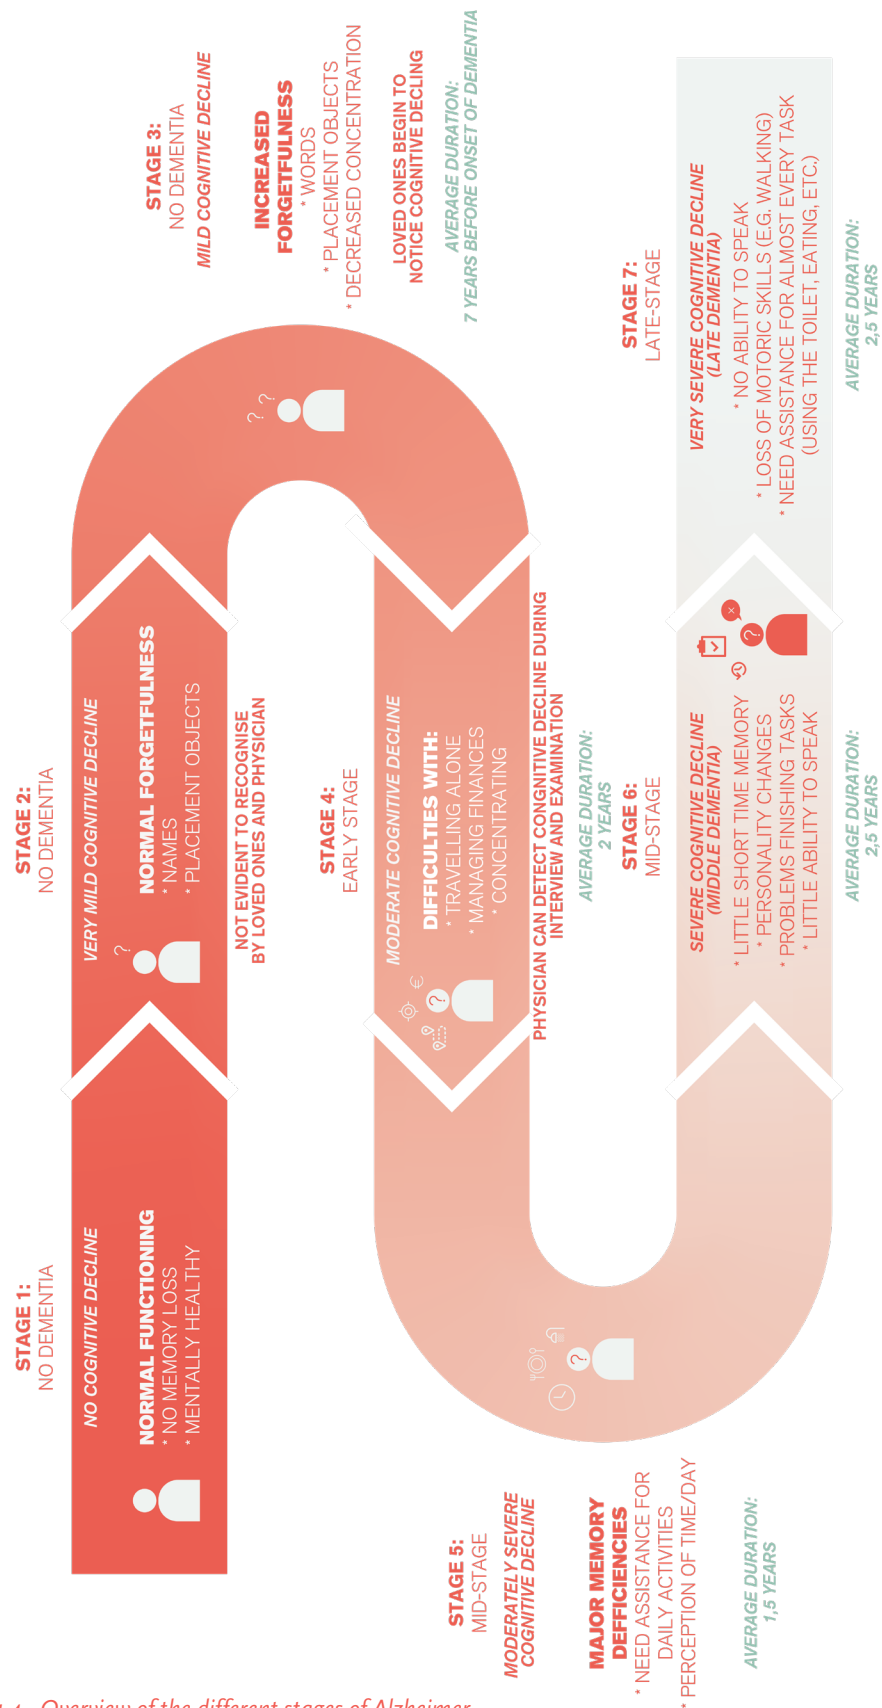 STAGE 1:
NO DEMENTIA
NO COGNITIVE DECLINE
NORMAL FUNCTIONING
* NO MEMORY LOSS
* MENTALLY HEALTHY
STAGE 2:
NO DEMENTIA
VERY MILD COGNITIVE DECLINE
?
NORMAL FORGETFULNESS
* NAMES
* PLACEMENT OBJECTS
NOT EVIDENT TO RECOGNISE
BY LOVED ONES AND PHYSICIAN
STAGE 3:
NO DEMENTIA
MILD COGNITIVE DECLINE
? ?
INCREASED
FORGETFULNESS
* WORDS
* PLACEMENT OBJECTS
* DECREASED CONCENTRATION
LOVED ONES BEGIN TO
NOTICE COGNITIVE DECLING
AVERAGE DURATION:
7 YEARS BEFORE ONSET OF DEMENTIA
STAGE 4:
EARLY STAGE
MODERATE COGNITIVE DECLINE
€
?
DIFFICULTIES WITH:
* TRAVELLING ALONE
* MANAGING FINANCES
* CONCENTRATING
PHYSICIAN CAN DETECT CONGNITIVE DECLINE DURING
INTERVIEW AND EXAMINATION
AVERAGE DURATION:
2 YEARS
STAGE 5:
MID-STAGE
MODERATELY SEVERE
COGNITIVE DECLINE
?
MAJOR MEMORY
DEFFICIENCIES
* NEED ASSISTANCE FOR
DAILY ACTIVITIES
* PERCEPTION OF TIME/DAY
AVERAGE DURATION:
1,5 YEARS
STAGE 6:
MID-STAGE
SEVERE COGNITIVE DECLINE
(MIDDLE DEMENTIA)
* LITTLE SHORT TIME MEMORY
* PERSONALITY CHANGES
* PROBLEMS FINISHING TASKS
* LITTLE ABILITY TO SPEAK
?
AVERAGE DURATION:
2,5 YEARS
STAGE 7:
LATE-STAGE
VERY SEVERE COGNITIVE DECLINE
(LATE DEMENTIA)
* NO ABILITY TO SPEAK
* LOSS OF MOTORIC SKILLS (E.G. WALKING)
* NEED ASSISTANCE FOR ALMOST EVERY TASK
(USING THE TOILET, EATING, ETC.)
AVERAGE DURATION:
2,5 YEARS
Overview of the different stages of Alzheimer